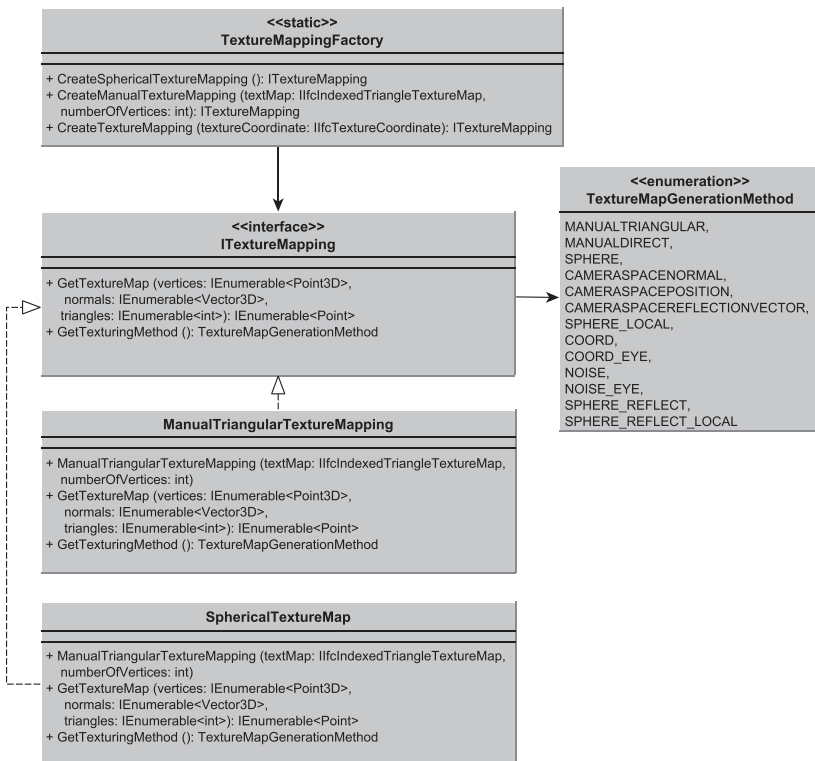 <<static>>
TextureMappingFactory
+ CreateSphericalTextureMapping (): ITextureMapping
+ CreateManualTextureMapping (textMap: IIfcIndexedTriangleTextureMap,
numberOfVertices: int): ITextureMapping
+ CreateTextureMapping (textureCoordinate: IIfcTextureCoordinate): ITextureMapping
<<interface>>
ITextureMapping
+ GetTextureMap (vertices: IEnumerable<Point3D>,
normals: IEnumerable<Vector3D>,
triangles: IEnumerable<int>): IEnumerable<Point>
+ GetTexturingMethod (): TextureMapGenerationMethod
<<enumeration>>
TextureMapGenerationMethod
MANUALTRIANGULAR,
MANUALDIRECT,
SPHERE,
CAMERASPACENORMAL,
CAMERASPACEPOSITION,
CAMERASPACEREFLECTIONVECTOR,
SPHERE_LOCAL,
COORD,
COORD_EYE,
NOISE,
NOISE_EYE,
SPHERE_REFLECT,
SPHERE_REFLECT_LOCAL
ManualTriangularTextureMapping
+ ManualTriangularTextureMapping (textMap: IIfcIndexedTriangleTextureMap,
numberOfVertices: int)
+ GetTextureMap (vertices: IEnumerable<Point3D>,
normals: IEnumerable<Vector3D>,
triangles: IEnumerable<int>): IEnumerable<Point>
+ GetTexturingMethod (): TextureMapGenerationMethod
SphericalTextureMap
+ ManualTriangularTextureMapping (textMap: IIfcIndexedTriangleTextureMap,
numberOfVertices: int)
+ GetTextureMap (vertices: IEnumerable<Point3D>,
normals: IEnumerable<Vector3D>,
triangles: IEnumerable<int>): IEnumerable<Point>
+ GetTexturingMethod (): TextureMapGenerationMethod